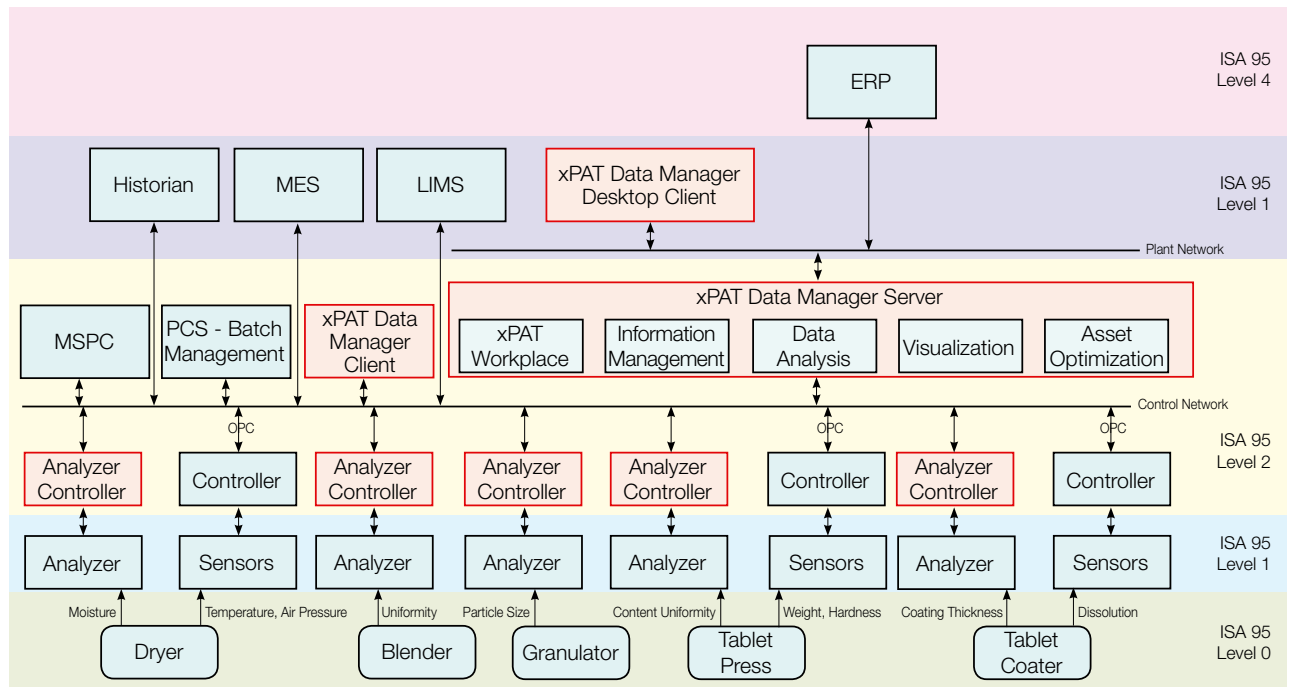 ISA 95
Level 4
ERP
Historian
MES
LIMS
xPAT Data Manager
Desktop Client
ISA 95
Level 1
Plant Network
xPAT Data Manager Server
MSPC
PCS - Batch
Management
xPAT Data
Manager
Client
xPAT
Workplace
Information
Management
Data
Analysis
Visualization
Asset
Optimization
Control Network
OPC
OPC
OPC
ISA 95
Level 2
Analyzer
Controller
Controller
Analyzer
Controller
Analyzer
Controller
Analyzer
Controller
Controller
Analyzer
Controller
Controller
Analyzer
Sensors
Analyzer
Analyzer
Analyzer
Sensors
Analyzer
Sensors
ISA 95
Level 1
Moisture
Temperature, Air Pressure
Uniformity
Particle Size
Content Uniformity
Weight, Hardness
Coating Thickness
Dissolution
Dryer
Blender
Granulator
Tablet
Press
Tablet
Coater
ISA 95
Level 0